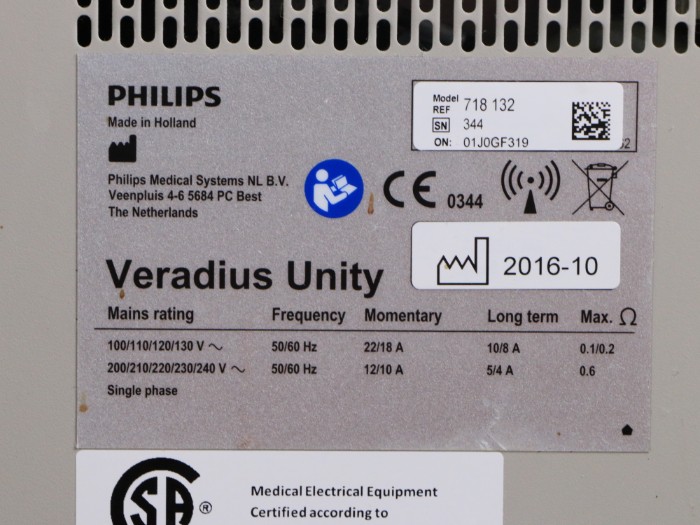 PHILIPS
Made in Holland
Philips Medical Systems NL B.V.
Veenpluis 4-6 5684 PC Best
The Netherlands
Model REF 718 132
SN 344
ON: 01J0GF319
CE 0344
Veradius Unity
2016-10
Mains rating Frequency Momentary Long term Max. Ω
100/110/120/130 V ~ 50/60 Hz 22/18 A 10/8 A 0.1/0.2
200/210/220/230/240 V ~ 50/60 Hz 12/10 A 5/4 A 0.6
Single phase
SA ®
Medical Electrical Equipment
Certified according to